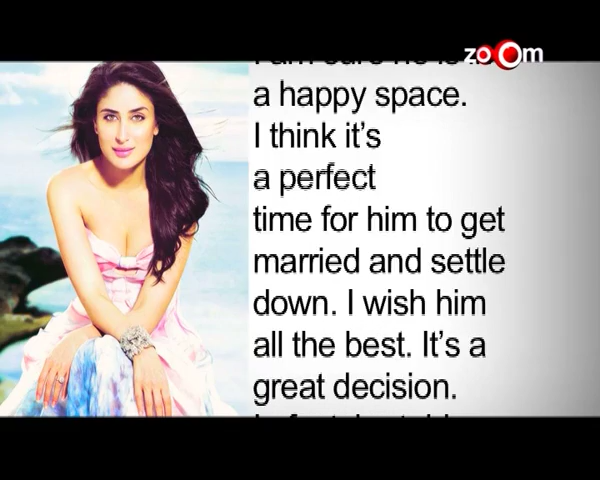 zoom
a happy space.
I think it's
a perfect
time for him to get
married and settle
down. I wish him
all the best. It's a
great decision.